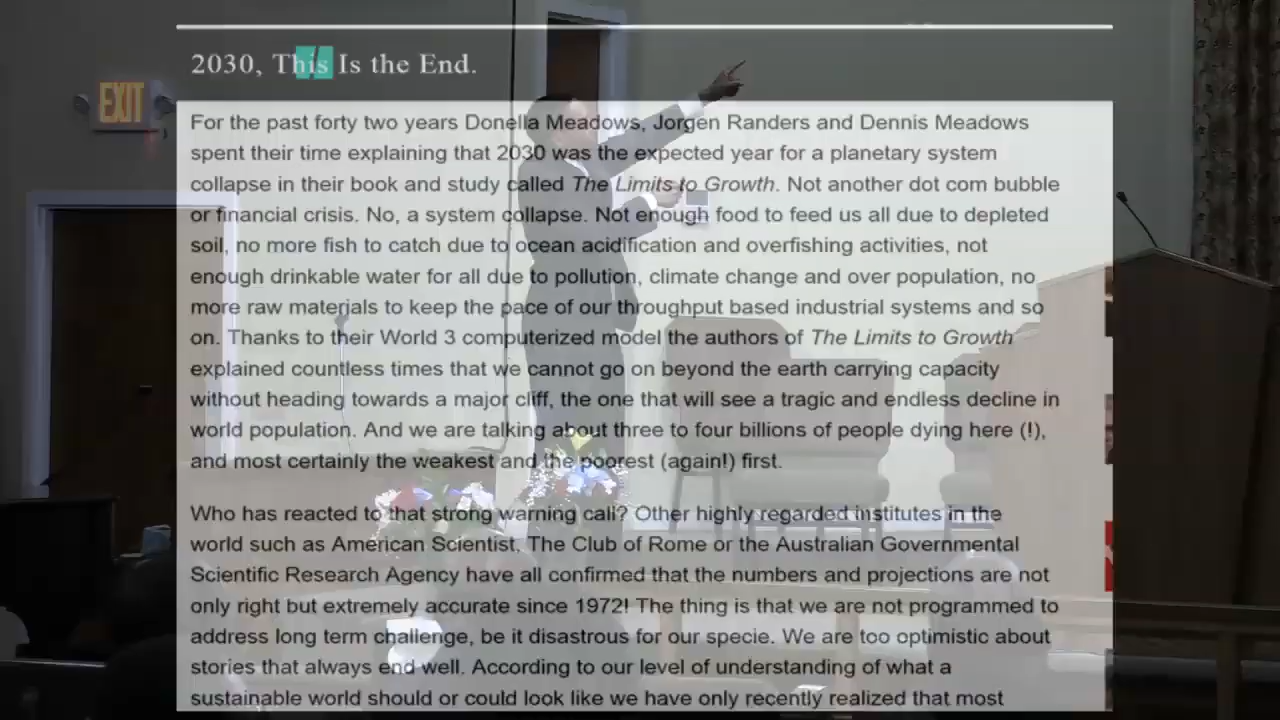 2030, This Is the End.
EXIT
For the past forty two years Donella Meadows, Jorgen Randers and Dennis Meadows
spent their time explaining that 2030 was the expected year for a planetary system
collapse in their book and study called The Limits to Growth. Not another dot com bubble
or financial crisis. No, a system collapse. Not enough food to feed us all due to depleted
soil, no more fish to catch due to ocean acidification and overfishing activities, not
enough drinkable water for all due to pollution, climate change and over population, no
more raw materials to keep the pace of our throughput based industrial systems and so
on. Thanks to their World 3 computerized model the authors of The Limits to Growth
explained countless times that we cannot go on beyond the earth carrying capacity
without heading towards a major cliff, the one that will see a tragic and endless decline in
world population. And we are talking about three to four billions of people dying here (!),
and most certainly the weakest and the poorest (again!) first.
Who has reacted to that strong warning call? Other highly regarded institutes in the
world such as American Scientist, The Club of Rome or the Australian Governmental
Scientific Research Agency have all confirmed that the numbers and projections are not
only right but extremely accurate since 1972! The thing is that we are not programmed to
address long term challenge, be it disastrous for our specie. We are too optimistic about
stories that always end well. According to our level of understanding of what a
sustainable world should or could look like we have only recently realized that most